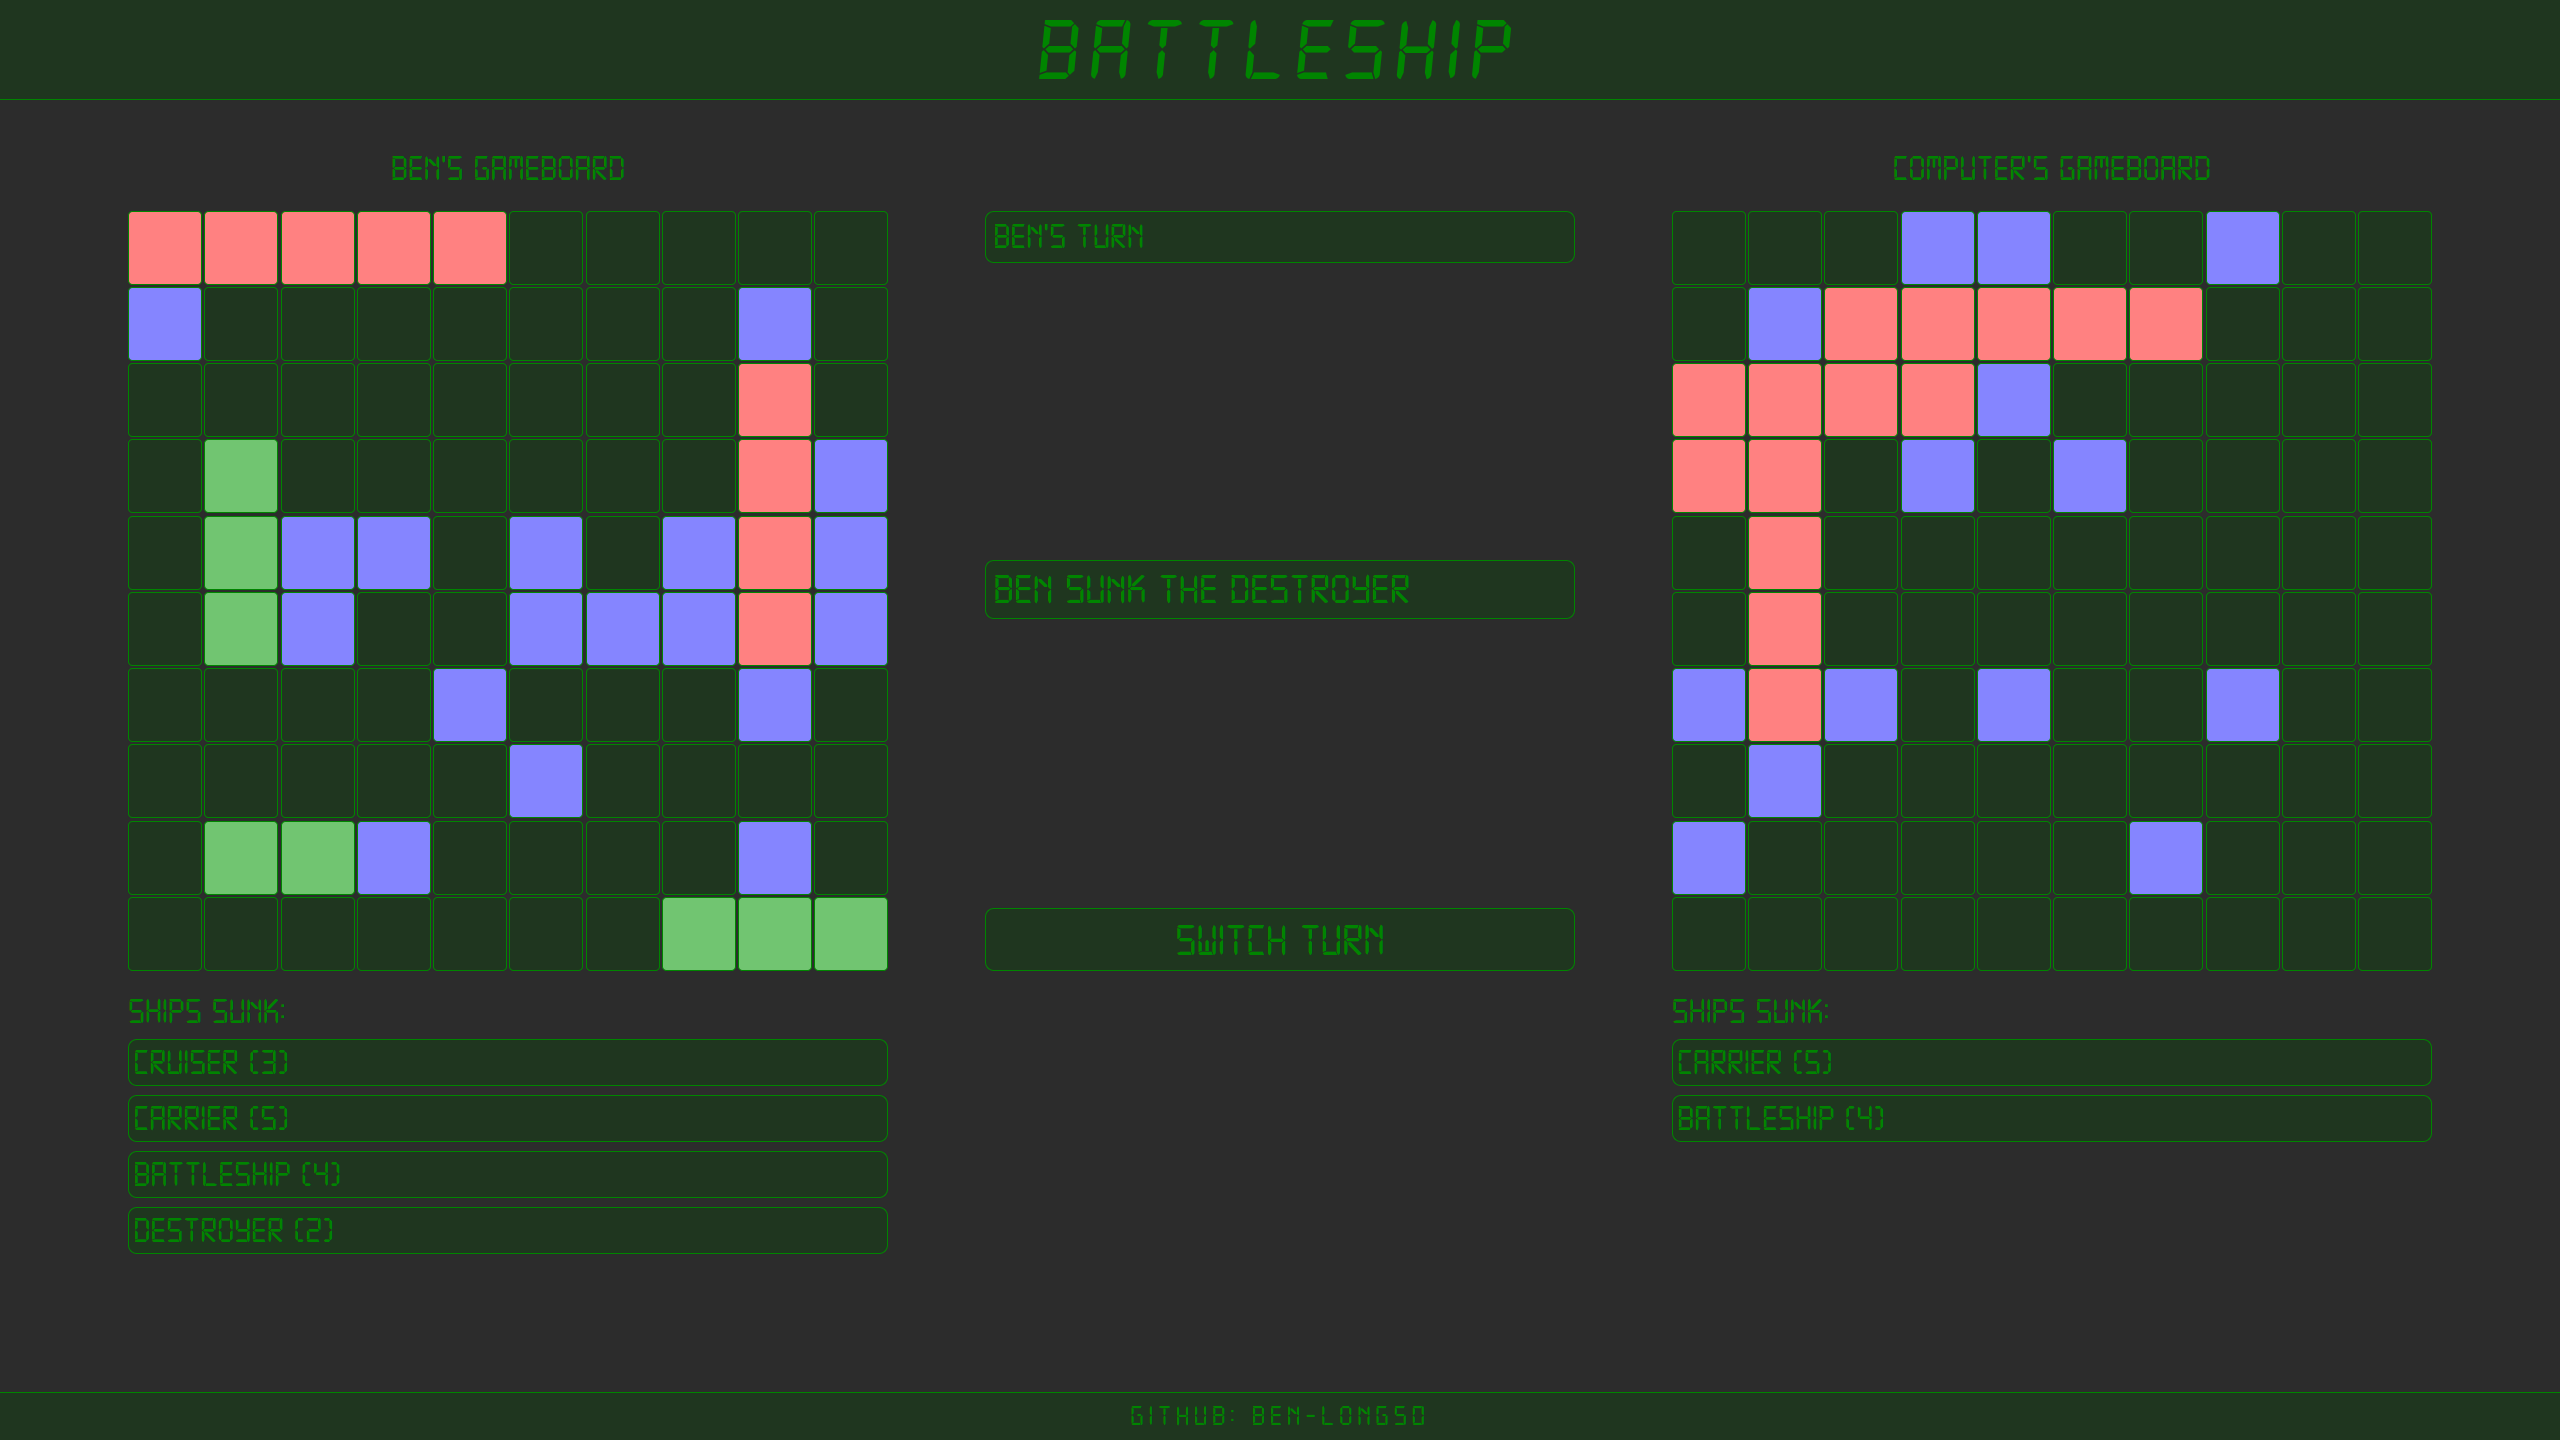 BATTLESHIP
BEN'S GAMEBOARD
COMPUTER'S GAMEBOARD
BEN'S TURN
BEN SUNK THE DESTROYER
SWITCH TURN
SHIPS SUNK:
CRUISER (3)
CARRIER (5)
BATTLESHIP (4)
DESTROYER (2)
SHIPS SUNK:
CARRIER (5)
BATTLESHIP (4)
GITHUB: BEN-LONG50